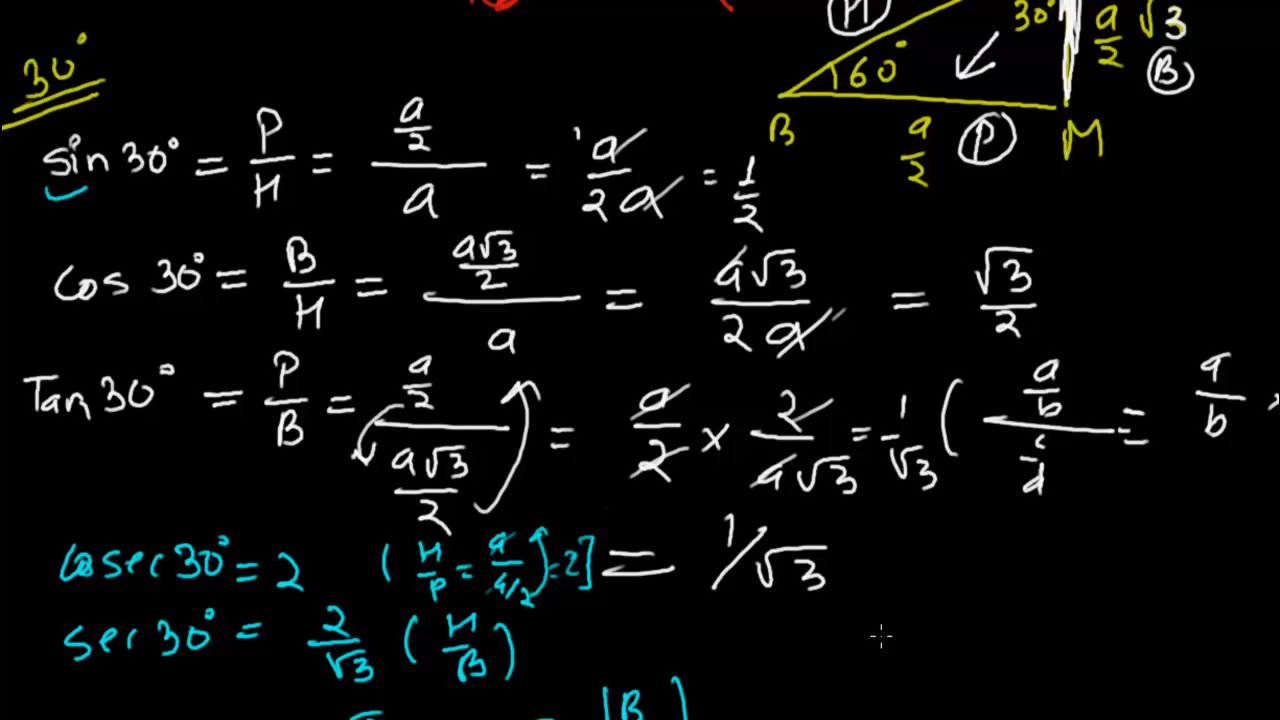 H 30° a/2 √3
30° 60° B
B a/2 P M
sin 30° = P/H = (a/2)/a = a/2a = 1/2
cos 30° = B/H = (a√3/2)/a = a√3/2a = √3/2
Tan 30° = P/B = (a/2)/(a√3/2) = a/2 × 2/a√3 = 1/√3 ( (a/b)/(c/d) = a/b ×
cosec 30° = 2 ( H/P = a/(a/2) = 2] = 1/√3
sec 30° = 2/√3 ( H/B )